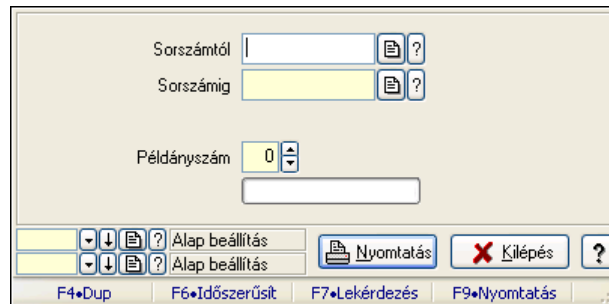 Sorszámtól ?
Sorszámig ?
Példányszám 0
? Alap beállítás
? Alap beállítás
Nyomtatás Kilépés ?
F4•Dup F6•Időszerűsít F7•Lekérdezés F9•Nyomtatás